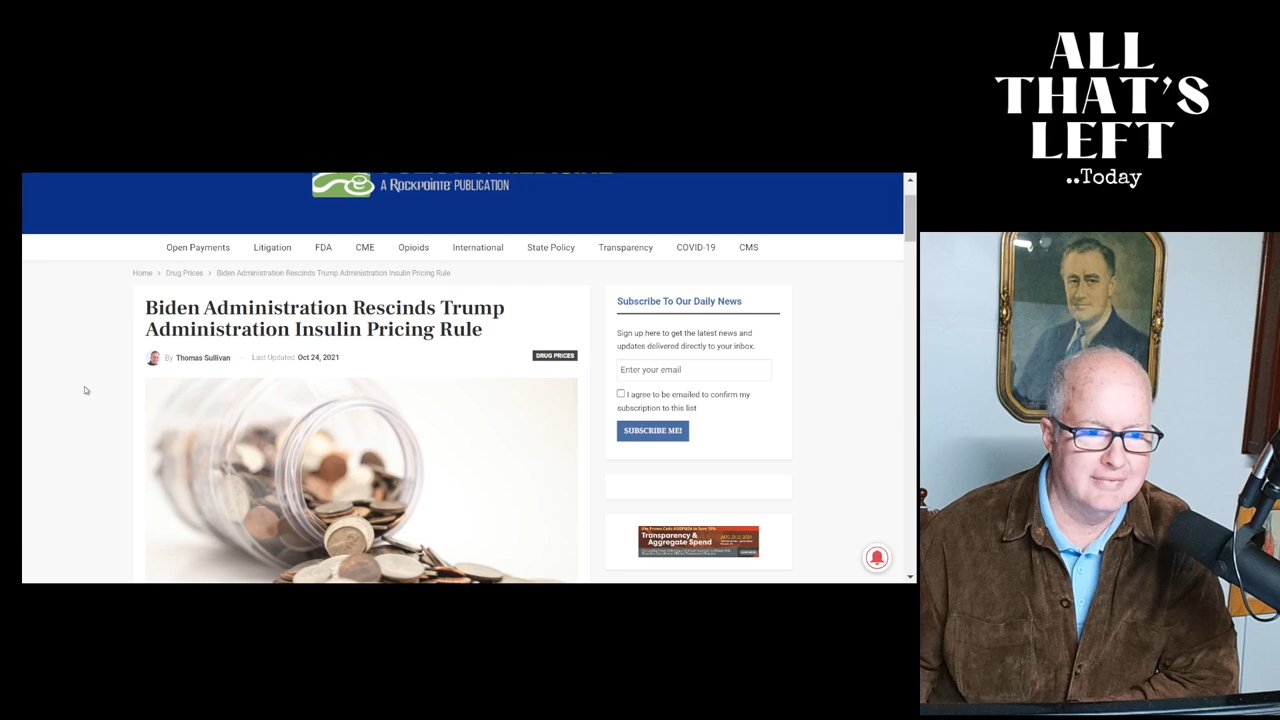 ALL
THAT'S
LEFT
..Today
A ROCKPOINTE PUBLICATION
Open Payments Litigation FDA CME Opioids International State Policy Transparency COVID-19 CMS
Home > Drug Prices > Biden Administration Rescinds Trump Administration Insulin Pricing Rule
Biden Administration Rescinds Trump
Administration Insulin Pricing Rule
By Thomas Sullivan — Last Updated Oct 24, 2021
DRUG PRICES
Subscribe To Our Daily News
Sign up here to get the latest news and
updates delivered directly to your inbox.
Enter your email
I agree to be emailed to confirm my
subscription to this list
SUBSCRIBE ME!
Transparency &
Aggregate Spend